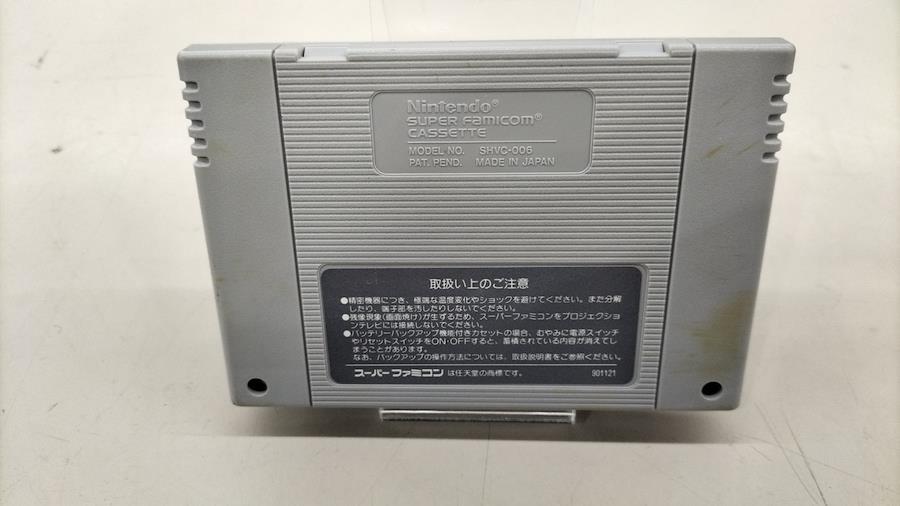 Nintendo®
SUPER FAMICOM®
CASSETTE
MODEL NO. SHVC-006
PAT. PEND. MADE IN JAPAN
取扱い上のご注意
●精密機器につき、極端な温度変化やショックを避けてください。また分解
したり、端子部を汚したりしないでください。
●残像現象(画面焼け)が生ずるため、スーパーファミコンをプロジェクショ
ンテレビには接続しないでください。
●バッテリーバックアップ機能付きカセットの場合、むやみに電源スイッチ
やリセットスイッチをON・OFFすると、蓄積されている内容が消えてし
まうことがあります。
なお、バックアップの操作方法については、取扱説明書をご参照ください。
スーパーファミコンは任天堂の商標です。 901121